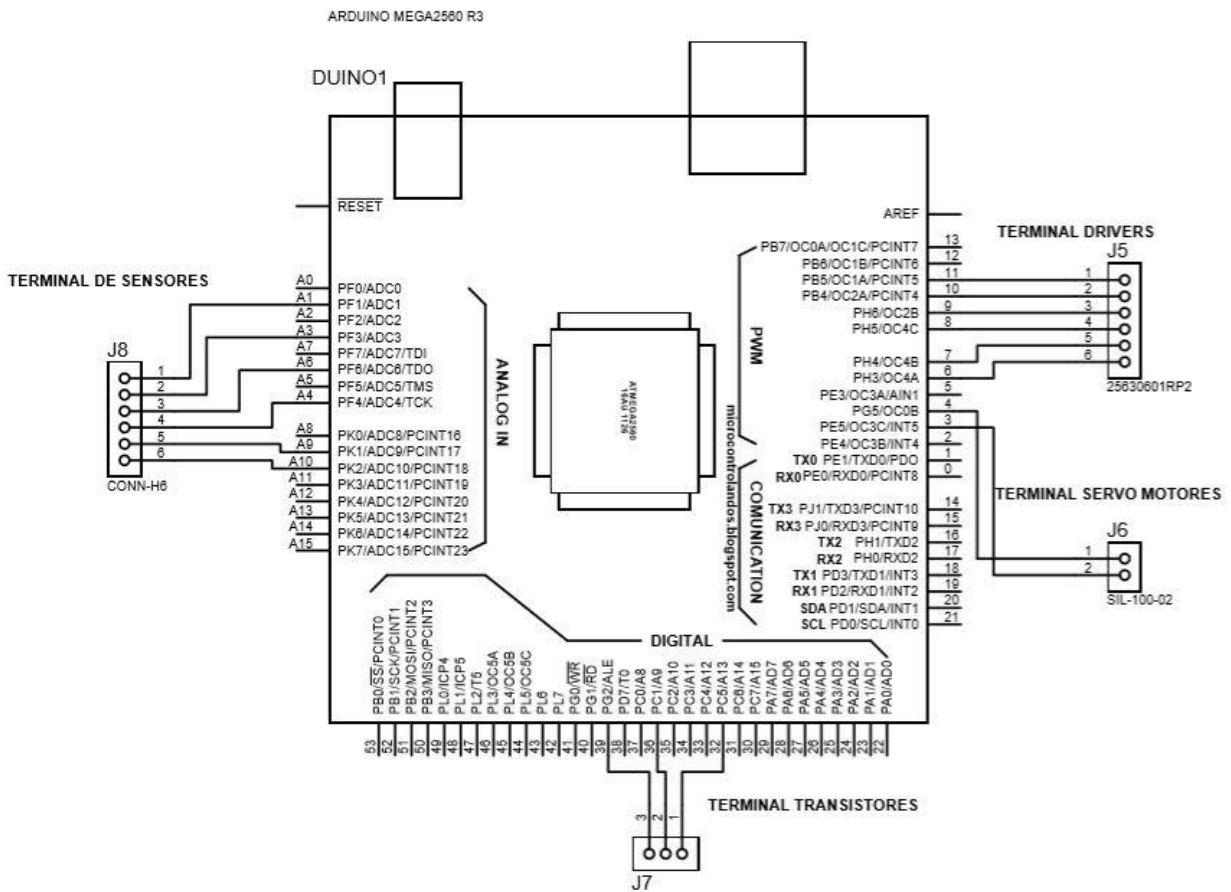 ARDUINO MEGA2560 R3
DUINO1
RESET
AREF
TERMINAL DE SENSORES
J8
1
2
3
4
5
6
CONN-H6
A0 PF0/ADC0
A1 PF1/ADC1
A2 PF2/ADC2
A3 PF3/ADC3
A7 PF7/ADC7/TDI
A6 PF6/ADC6/TDO
A5 PF5/ADC5/TMS
A4 PF4/ADC4/TCK
A8 PK0/ADC8/PCINT16
A9 PK1/ADC9/PCINT17
A10 PK2/ADC10/PCINT18
A11 PK3/ADC11/PCINT19
A12 PK4/ADC12/PCINT20
A13 PK5/ADC13/PCINT21
A14 PK6/ADC14/PCINT22
A15 PK7/ADC15/PCINT23
ANALOG IN
ATMEGA2560
16AU 1126
microcontrolandos.blogspot.com
PWM
COMUNICATION
PB7/OC0A/OC1C/PCINT7 13
PB6/OC1B/PCINT6 12
PB5/OC1A/PCINT5 11
PB4/OC2A/PCINT4 10
PH6/OC2B 9
PH5/OC4C 8
PH4/OC4B 7
PH3/OC4A 6
PE3/OC3A/AIN1 5
PG5/OC0B 4
PE5/OC3C/INT5 3
PE4/OC3B/INT4 2
TX0 PE1/TXD0/PDO 1
RX0 PE0/RXD0/PCINT8 0
TX3 PJ1/TXD3/PCINT10 14
RX3 PJ0/RXD3/PCINT9 15
TX2 PH1/TXD2 16
RX2 PH0/RXD2 17
TX1 PD3/TXD1/INT3 18
RX1 PD2/RXD1/INT2 19
SDA PD1/SDA/INT1 20
SCL PD0/SCL/INT0 21
TERMINAL DRIVERS
J5
1
2
3
4
5
6
25630601RP2
TERMINAL SERVO MOTORES
J6
1
2
SIL-100-02
DIGITAL
PB0/SS/PCINT0 53
PB1/SCK/PCINT1 52
PB2/MOSI/PCINT2 51
PB3/MISO/PCINT3 50
PL0/ICP4 49
PL1/ICP5 48
PL2/T5 47
PL3/OC5A 46
PL4/OC5B 45
PL5/OC5C 44
PL6 43
PL7 42
PG0/WR 41
PG1/RD 40
PG2/ALE 39
PD7/T0 38
PC0/A8 37
PC1/A9 36
PC2/A10 35
PC3/A11 34
PC4/A12 33
PC5/A13 32
PC6/A14 31
PC7/A15 30
PA7/AD7 29
PA6/AD6 28
PA5/AD5 27
PA4/AD4 26
PA3/AD3 25
PA2/AD2 24
PA1/AD1 23
PA0/AD0 22
TERMINAL TRANSISTORES
3
2
1
J7